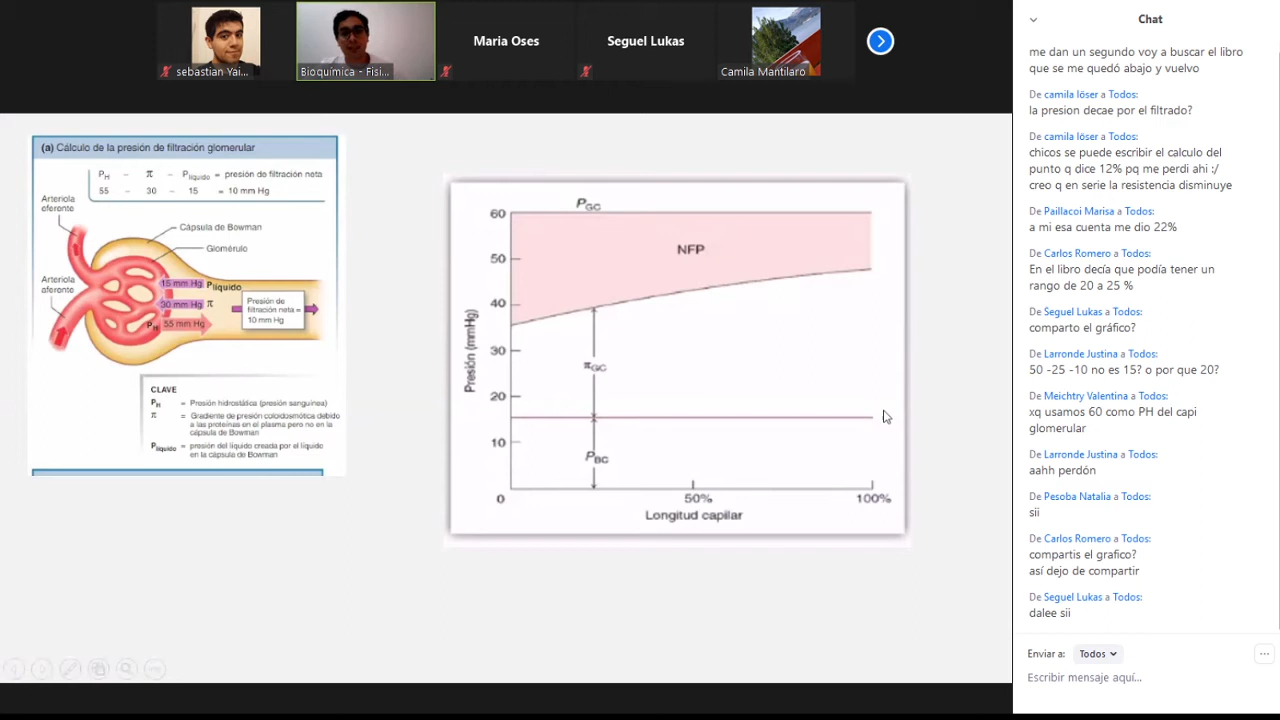 sebastian Yai...
Bioquímica - Fisi...
Maria Oses
Seguel Lukas
Camila Mantilaro
(a) Cálculo de la presión de filtración glomerular
PH - π - Plíquido = presión de filtración neta
55 - 30 - 15 = 10 mm Hg
Arteriola
eferente
Cápsula de Bowman
Glomérulo
Arteriola
aferente
15 mm Hg Plíquido
30 mm Hg π
PH 55 mm Hg
Presión de
filtración neta =
10 mm Hg
CLAVE
PH = Presión hidrostática (presión sanguínea)
π = Gradiente de presión coloidosmótica debido
a las proteínas en el plasma pero no en la
cápsula de Bowman
Plíquido = presión del líquido creada por el líquido
en la cápsula de Bowman
PGC
60
50
40
30
20
10
0
NFP
πGC
PBC
50%
100%
Presión (mmHg)
Longitud capilar
Chat
me dan un segundo voy a buscar el libro
que se me quedó abajo y vuelvo
De camila löser a Todos:
la presion decae por el filtrado?
De camila löser a Todos:
chicos se puede escribir el calculo del
punto q dice 12% pq me perdi ahi :/
creo q en serie la resistencia disminuye
De Paillacoi Marisa a Todos:
a mi esa cuenta me dio 22%
De Carlos Romero a Todos:
En el libro decía que podía tener un
rango de 20 a 25 %
De Seguel Lukas a Todos:
comparto el gráfico?
De Larronde Justina a Todos:
50 -25 -10 no es 15? o por que 20?
De Meichtry Valentina a Todos:
xq usamos 60 como PH del capi
glomerular
De Larronde Justina a Todos:
aahh perdón
De Pesoba Natalia a Todos:
sii
De Carlos Romero a Todos:
compartis el grafico?
así dejo de compartir
De Seguel Lukas a Todos:
dalee sii
Enviar a: Todos
Escribir mensaje aquí...